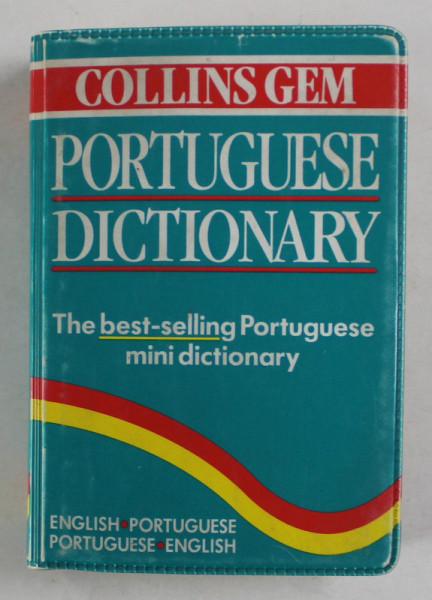 COLLINS GEM
PORTUGUESE
DICTIONARY
The best-selling Portuguese
mini dictionary
ENGLISH•PORTUGUESE
PORTUGUESE•ENGLISH